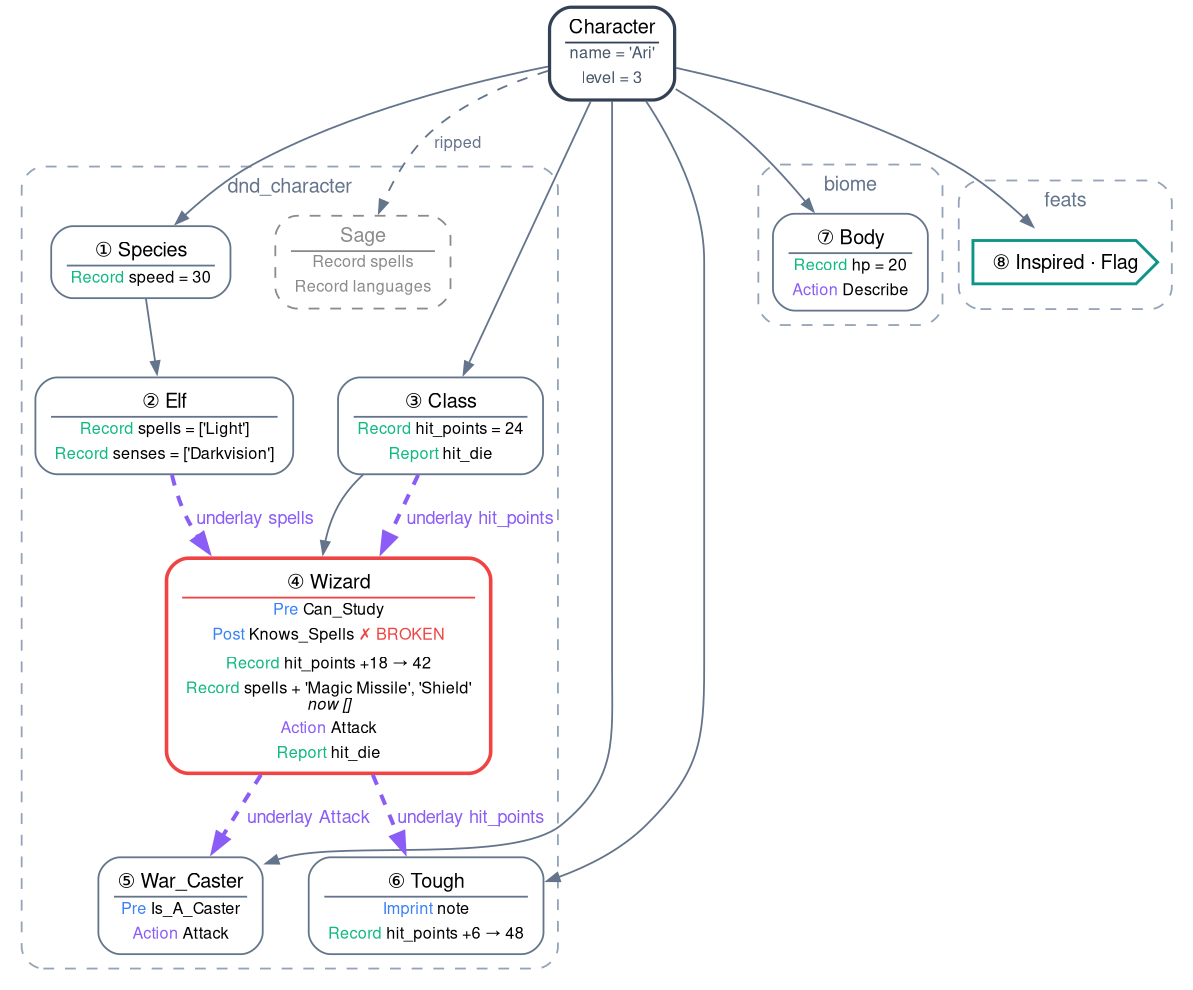 Character
name = 'Ari'
level = 3
ripped
dnd_character
biome
feats
① Species
Record speed = 30
Sage
Record spells
Record languages
⑦ Body
Record hp = 20
Action Describe
⑧ Inspired · Flag
② Elf
Record spells = ['Light']
Record senses = ['Darkvision']
③ Class
Record hit_points = 24
Report hit_die
underlay spells
underlay hit_points
④ Wizard
Pre Can_Study
Post Knows_Spells ✗ BROKEN
Record hit_points +18 → 42
Record spells + 'Magic Missile', 'Shield'
now []
Action Attack
Report hit_die
underlay Attack
underlay hit_points
⑤ War_Caster
Pre Is_A_Caster
Action Attack
⑥ Tough
Imprint note
Record hit_points +6 → 48